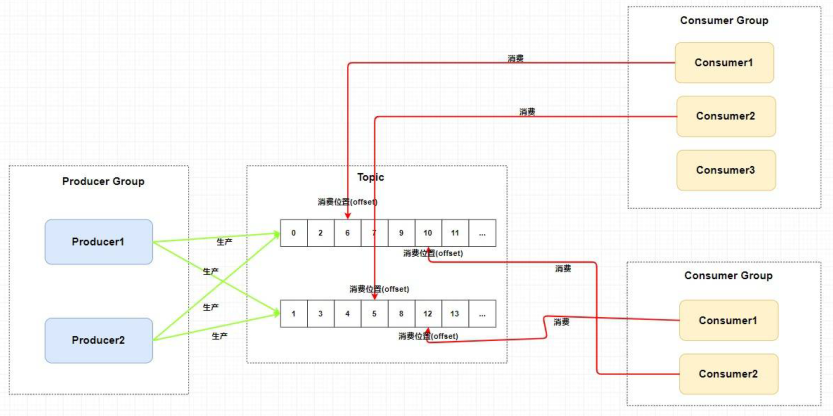 Consumer Group
Consumer1
消费
Consumer2
消费
Consumer3
Producer Group
Topic
消费位置(offset)
Producer1
生产
0 2 6 7 9 10 11 ...
消费位置(offset)
消费
生产
Consumer Group
消费位置(offset)
生产
1 3 4 5 8 12 13 ...
Consumer1
消费
生产
消费位置(offset)
Producer2
Consumer2